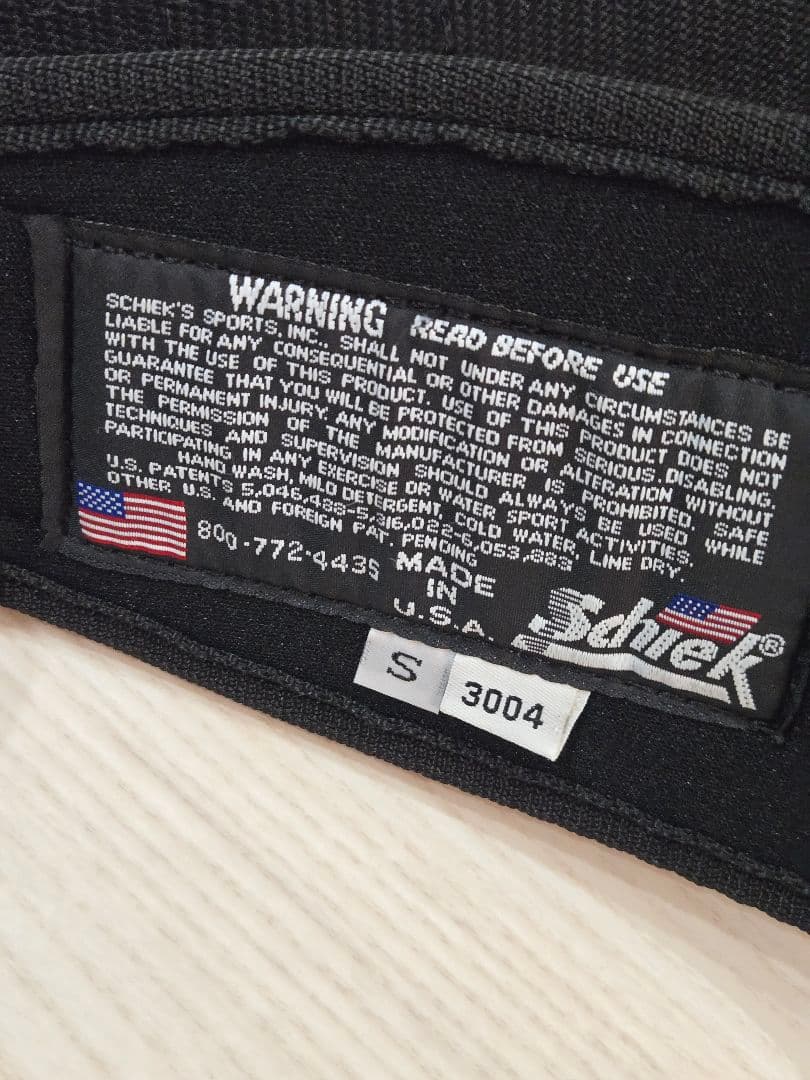 WARNING READ BEFORE USE
SCHIEK'S SPORTS, INC. SHALL NOT UNDER ANY CIRCUMSTANCES BE
LIABLE FOR ANY CONSEQUENTIAL OR OTHER DAMAGES IN CONNECTION
WITH THE USE OF THIS PRODUCT. USE OF THIS PRODUCT DOES NOT
GUARANTEE THAT YOU WILL BE PROTECTED FROM SERIOUS, DISABLING,
OR PERMANENT INJURY. ANY MODIFICATION OR ALTERATION WITHOUT
THE PERMISSION OF THE MANUFACTURER IS PROHIBITED. SAFE
TECHNIQUES AND SUPERVISION SHOULD ALWAYS BE USED WHILE
PARTICIPATING IN ANY EXERCISE OR WATER SPORT ACTIVITIES.
HAND WASH, MILD DETERGENT, COLD WATER, LINE DRY.
U.S. PATENTS 5,046,488-5,316,022-6,053,883
OTHER U.S. AND FOREIGN PAT. PENDING
800-772-4435
MADE
IN
U.S.A.
Schiek®
S
3004